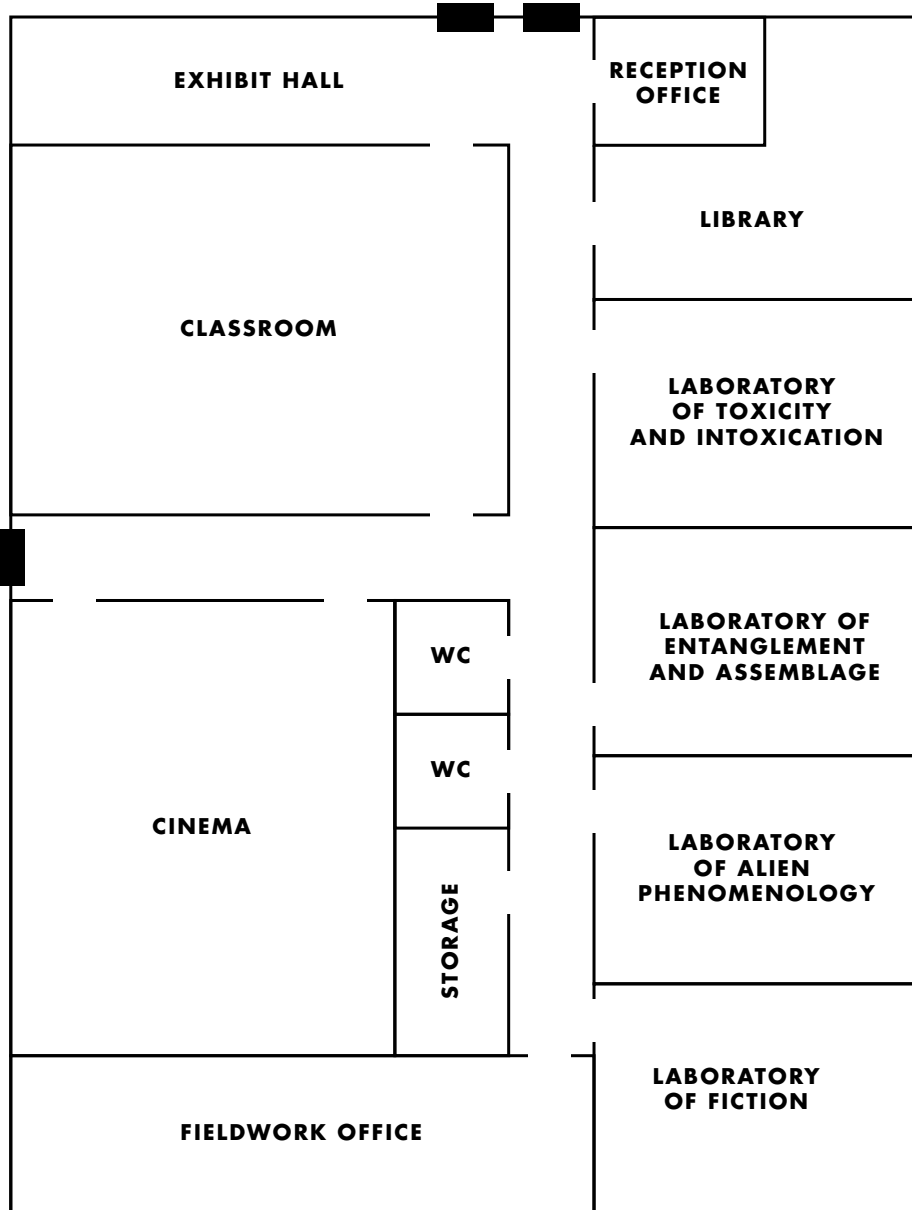 EXHIBIT HALL
RECEPTION
OFFICE
LIBRARY
CLASSROOM
LABORATORY
OF TOXICITY
AND INTOXICATION
LABORATORY OF
ENTANGLEMENT
AND ASSEMBLAGE
WC
WC
CINEMA
STORAGE
LABORATORY
OF ALIEN
PHENOMENOLOGY
LABORATORY
OF FICTION
FIELDWORK OFFICE